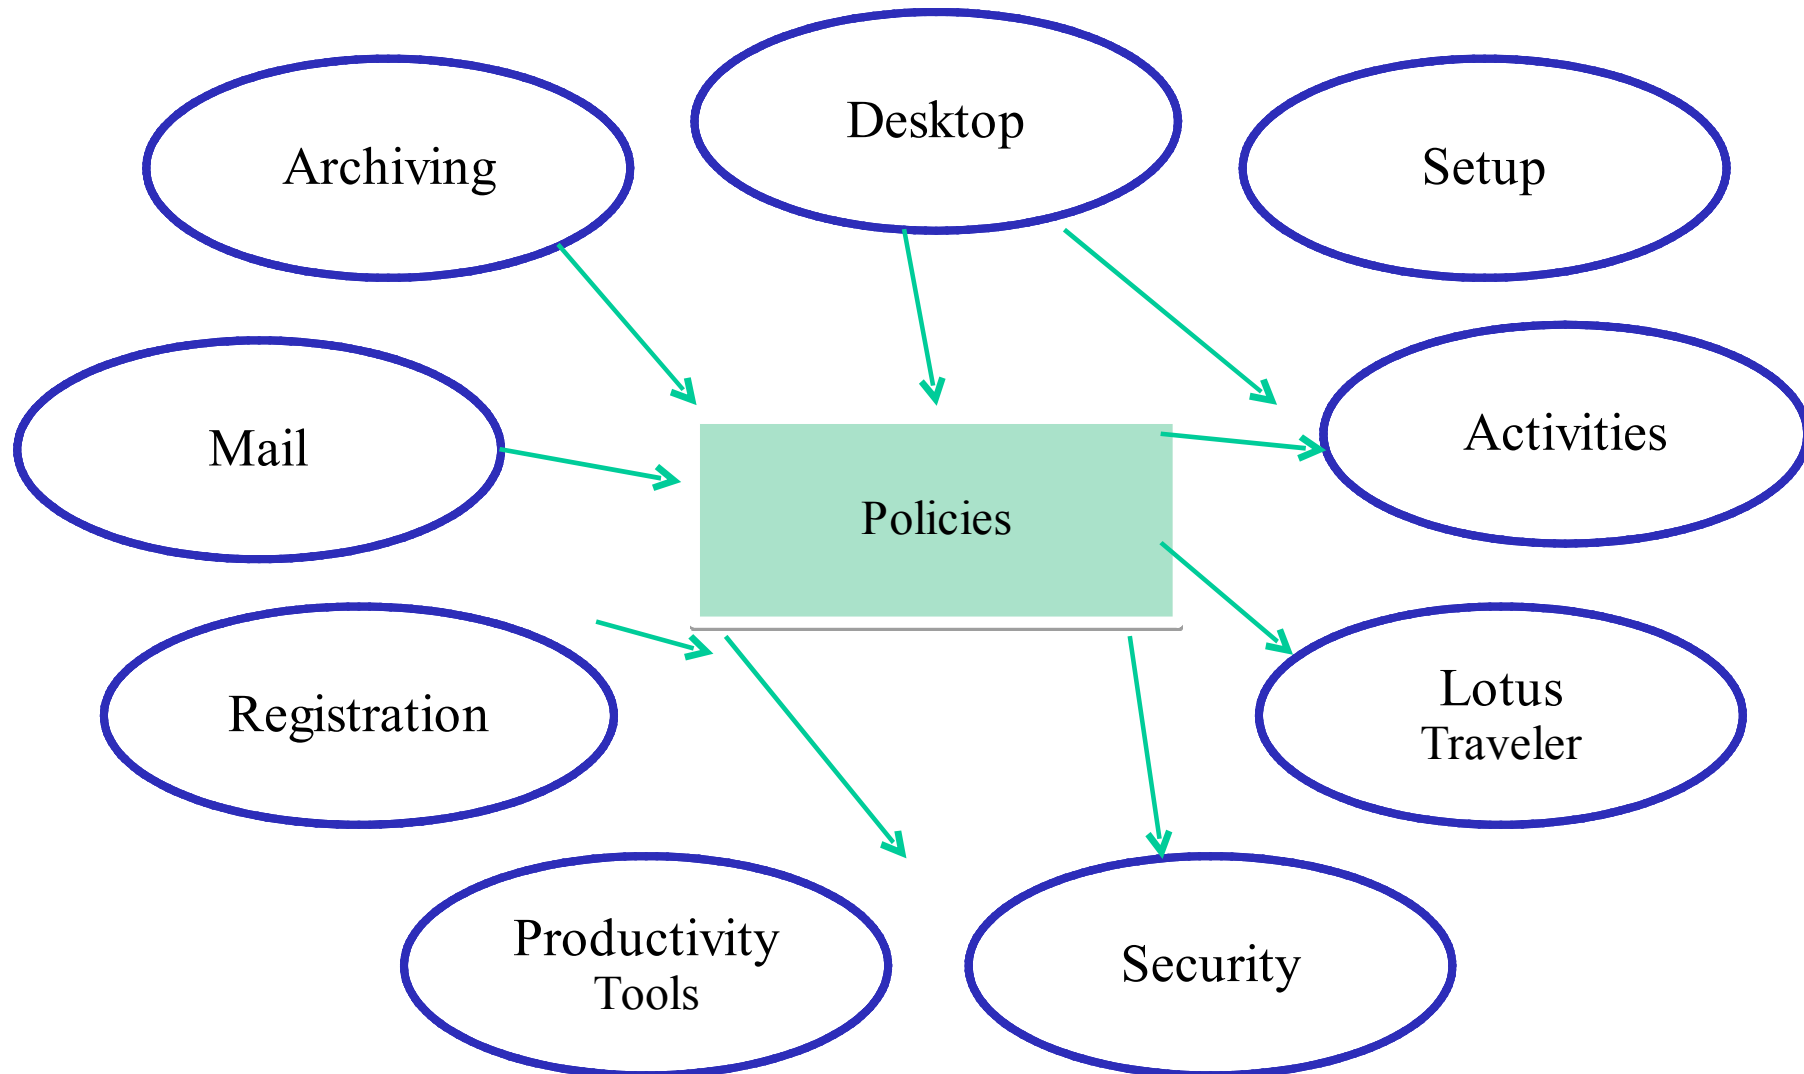 Desktop
Archiving
Setup
Mail
Activities
Policies
Registration
Lotus
Traveler
Productivity
Tools
Security